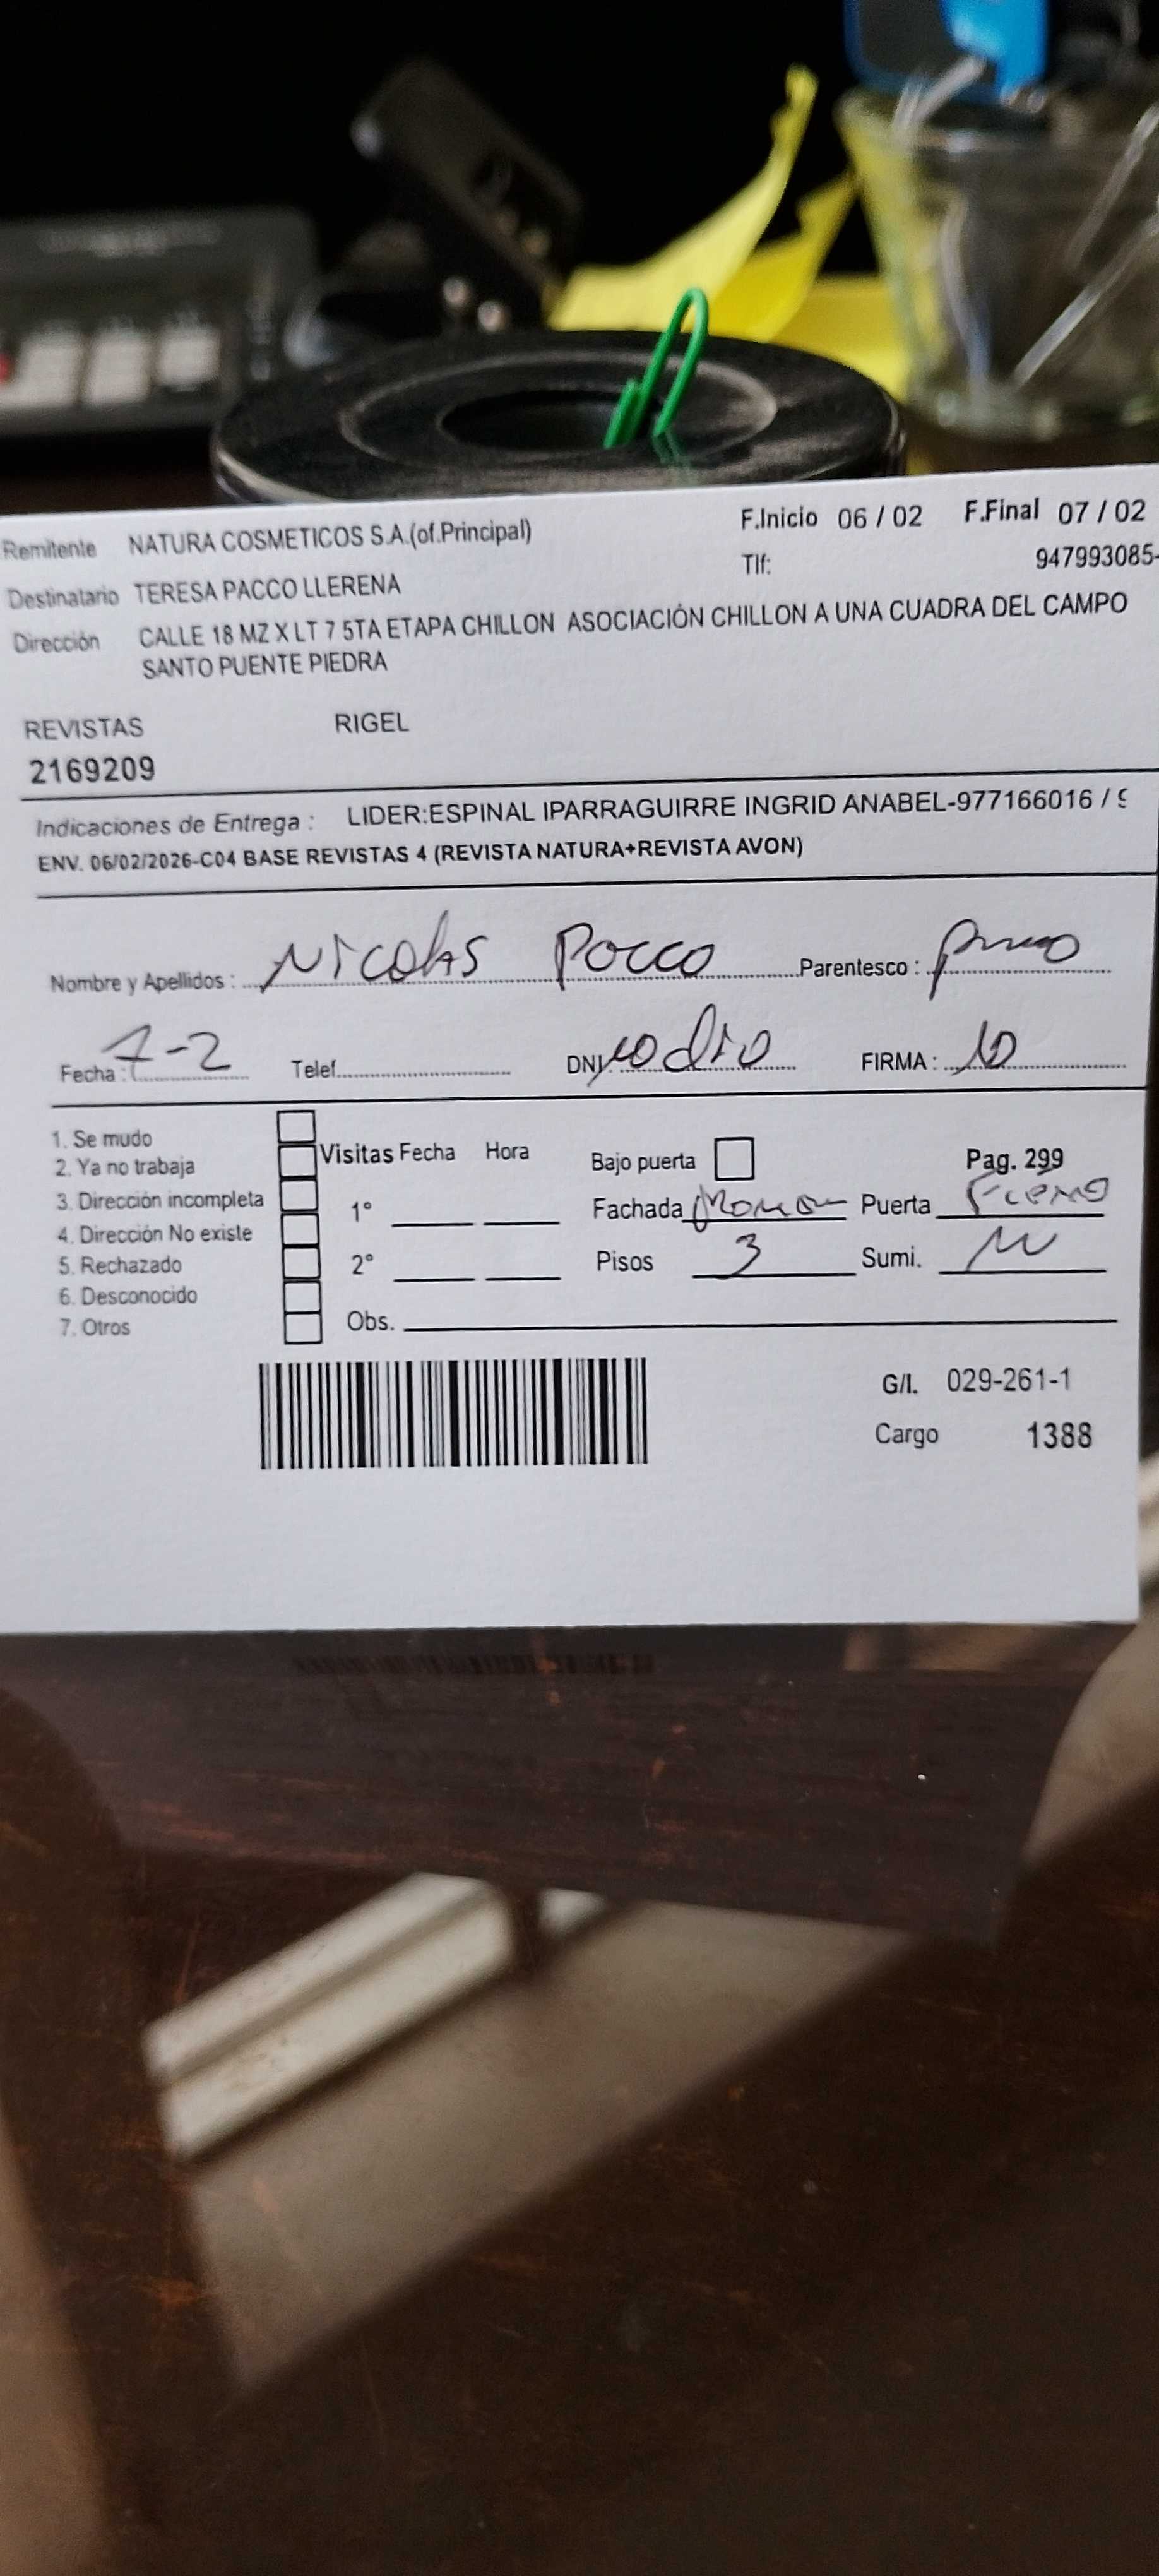 Remitente NATURA COSMETICOS S.A.(of.Principal) F.Inicio 06 / 02 F.Final 07 / 02
Destinatario TERESA PACCO LLERENA Tlf: 947993085-
Dirección CALLE 18 MZ X LT 7 5TA ETAPA CHILLON ASOCIACIÓN CHILLON A UNA CUADRA DEL CAMPO
SANTO PUENTE PIEDRA
REVISTAS RIGEL
2169209
Indicaciones de Entrega : LIDER:ESPINAL IPARRAGUIRRE INGRID ANABEL-977166016 / 9
ENV. 06/02/2026-C04 BASE REVISTAS 4 (REVISTA NATURA+REVISTA AVON)
Nombre y Apellidos : Nicolas Pocco Parentesco :
Fecha : 7-2 Telef. DNI no dio FIRMA :
1. Se mudo
2. Ya no trabaja
3. Dirección incompleta
4. Dirección No existe
5. Rechazado
6. Desconocido
7. Otros
Visitas Fecha Hora
1°
2°
Obs.
Bajo puerta Pag. 299
Fachada Puerta
Pisos 3 Sumi.
G/I. 029-261-1
Cargo 1388